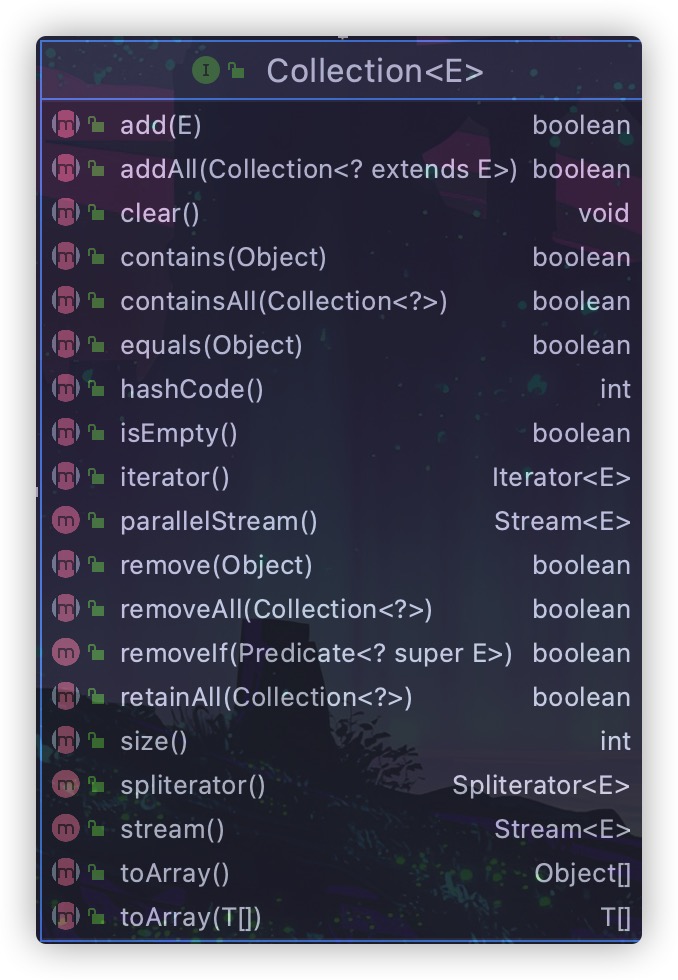 I Collection<E>
m add(E) boolean
m addAll(Collection<? extends E>) boolean
m clear() void
m contains(Object) boolean
m containsAll(Collection<?>) boolean
m equals(Object) boolean
m hashCode() int
m isEmpty() boolean
m iterator() Iterator<E>
m parallelStream() Stream<E>
m remove(Object) boolean
m removeAll(Collection<?>) boolean
m removeIf(Predicate<? super E>) boolean
m retainAll(Collection<?>) boolean
m size() int
m spliterator() Spliterator<E>
m stream() Stream<E>
m toArray() Object[]
m toArray(T[]) T[]